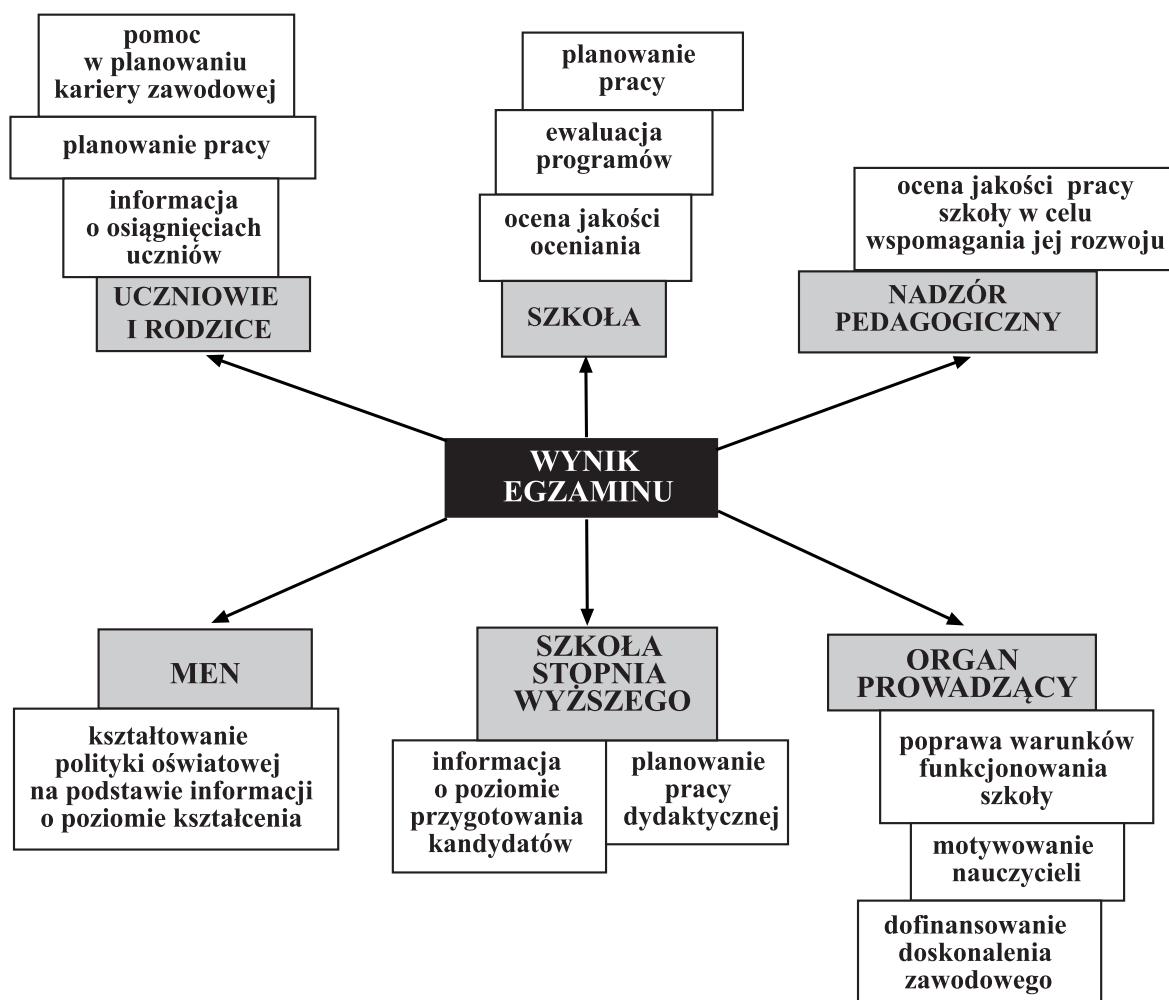 pomoc
w planowaniu
kariery zawodowej
planowanie pracy
informacja
o osiągnięciach
uczniów
UCZNIOWIE
I RODZICE
planowanie
pracy
ewaluacja
programów
ocena jakości
oceniania
SZKOŁA
ocena jakości pracy
szkoły w celu
wspomagania jej rozwoju
NADZÓR
PEDAGOGICZNY
WYNIK
EGZAMINU
MEN
kształtowanie
polityki oświatowej
na podstawie informacji
o poziomie kształcenia
SZKOŁA
STOPNIA
WYŻSZEGO
informacja
o poziomie
przygotowania
kandydatów
planowanie
pracy
dydaktycznej
ORGAN
PROWADZĄCY
poprawa warunków
funkcjonowania
szkoły
motywowanie
nauczycieli
dofinansowanie
doskonalenia
zawodowego